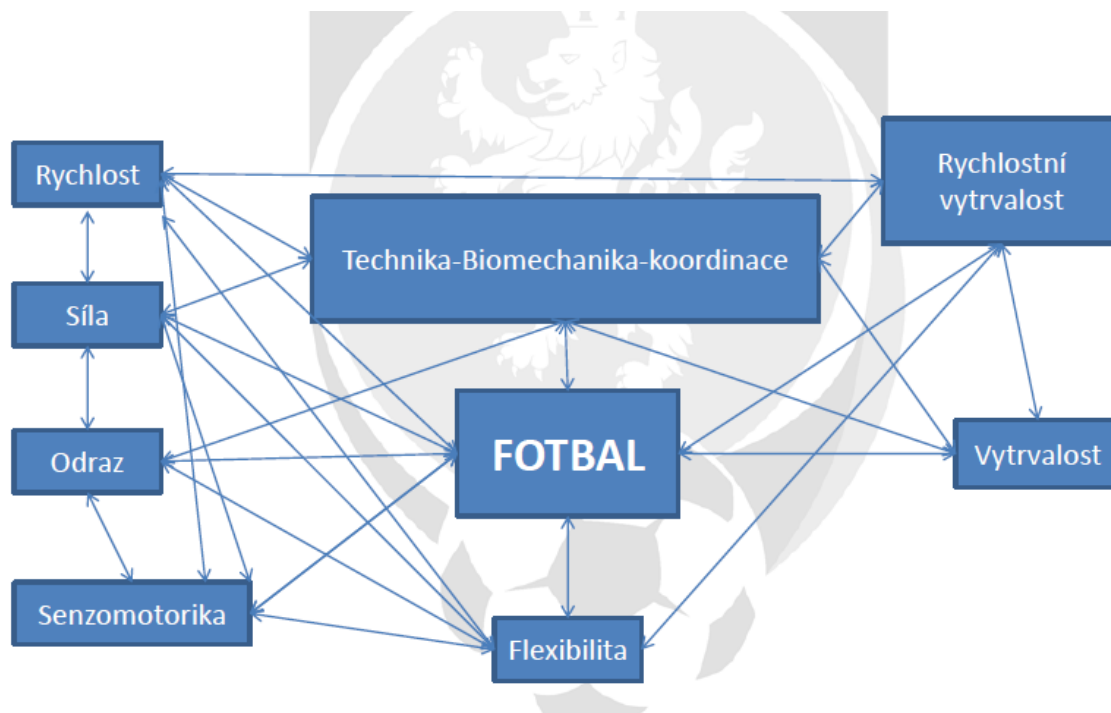 Rychlost
Rychlostní
vytrvalost
Technika-Biomechanika-koordinace
Síla
Odraz
FOTBAL
Vytrvalost
Senzomotorika
Flexibilita